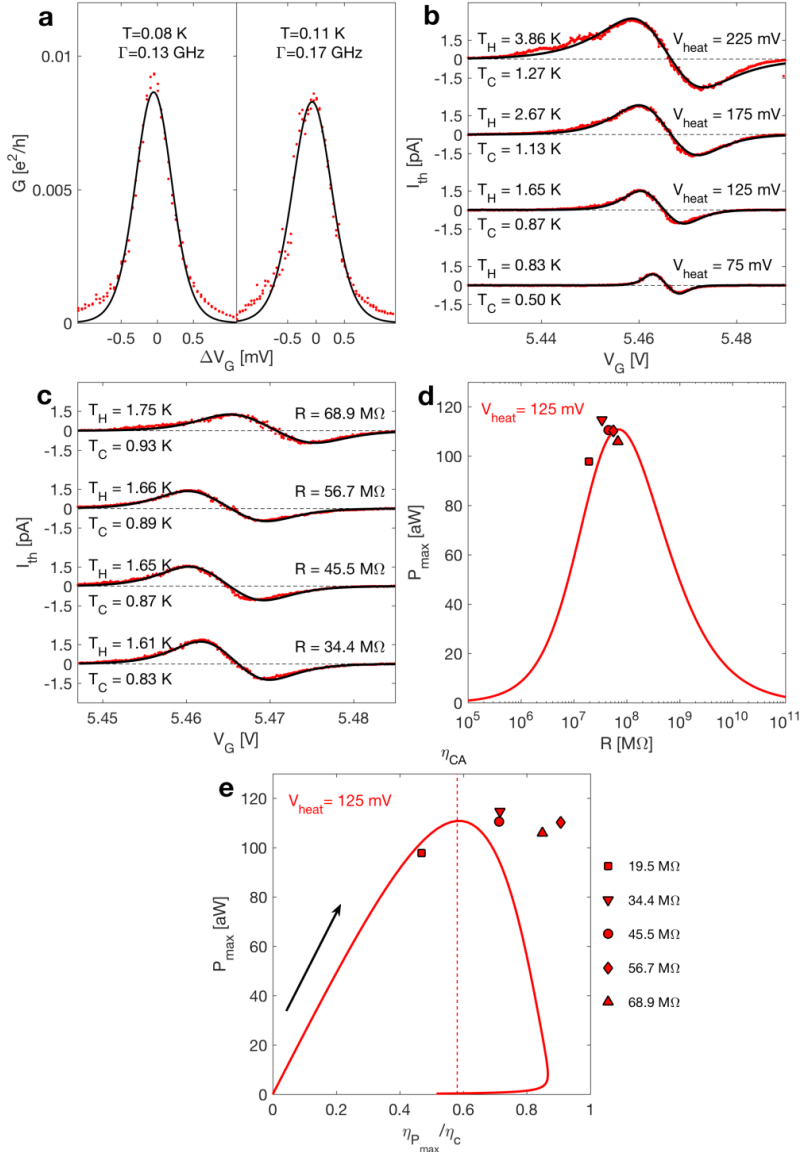 a
T=0.08 K
Γ=0.13 GHz
T=0.11 K
Γ=0.17 GHz
G [e²/h]
0.01
0.005
0
-0.5
0
0.5
-0.5
0
0.5
ΔV_G [mV]
b
T_H = 3.86 K
V_heat = 225 mV
T_C = 1.27 K
T_H = 2.67 K
V_heat = 175 mV
T_C = 1.13 K
T_H = 1.65 K
V_heat = 125 mV
T_C = 0.87 K
T_H = 0.83 K
V_heat = 75 mV
T_C = 0.50 K
I_th [pA]
1.5
0
-1.5
1.5
0
-1.5
1.5
0
-1.5
1.5
0
-1.5
5.44
5.46
5.48
V_G [V]
c
T_H = 1.75 K
R = 68.9 MΩ
T_C = 0.93 K
T_H = 1.66 K
R = 56.7 MΩ
T_C = 0.89 K
T_H = 1.65 K
R = 45.5 MΩ
T_C = 0.87 K
T_H = 1.61 K
R = 34.4 MΩ
T_C = 0.83 K
I_th [pA]
1.5
0
-1.5
1.5
0
-1.5
1.5
0
-1.5
1.5
0
-1.5
5.45
5.46
5.47
5.48
V_G [V]
d
V_heat= 125 mV
P_max [aW]
120
100
80
60
40
20
0
10⁵
10⁶
10⁷
10⁸
10⁹
10¹⁰
10¹¹
R [MΩ]
η_CA
e
V_heat= 125 mV
P_max [aW]
120
100
80
60
40
20
0
0
0.2
0.4
0.6
0.8
1
η_P_max/η_c
19.5 MΩ
34.4 MΩ
45.5 MΩ
56.7 MΩ
68.9 MΩ